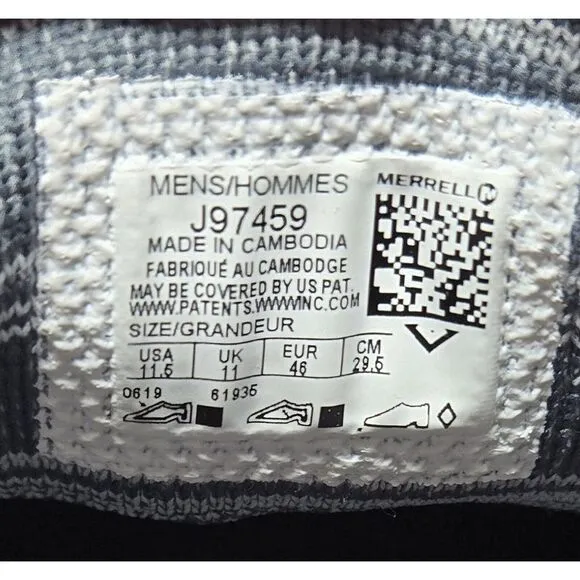 MENS/HOMMES
MERRELL
J97459
MADE IN CAMBODIA
FABRIQUÉ AU CAMBODGE
MAY BE COVERED BY US PAT.
WWW.PATENTS.WWWINC.COM
SIZE/GRANDEUR
USA UK EUR CM
11.5 11 46 29.5
0619 61935